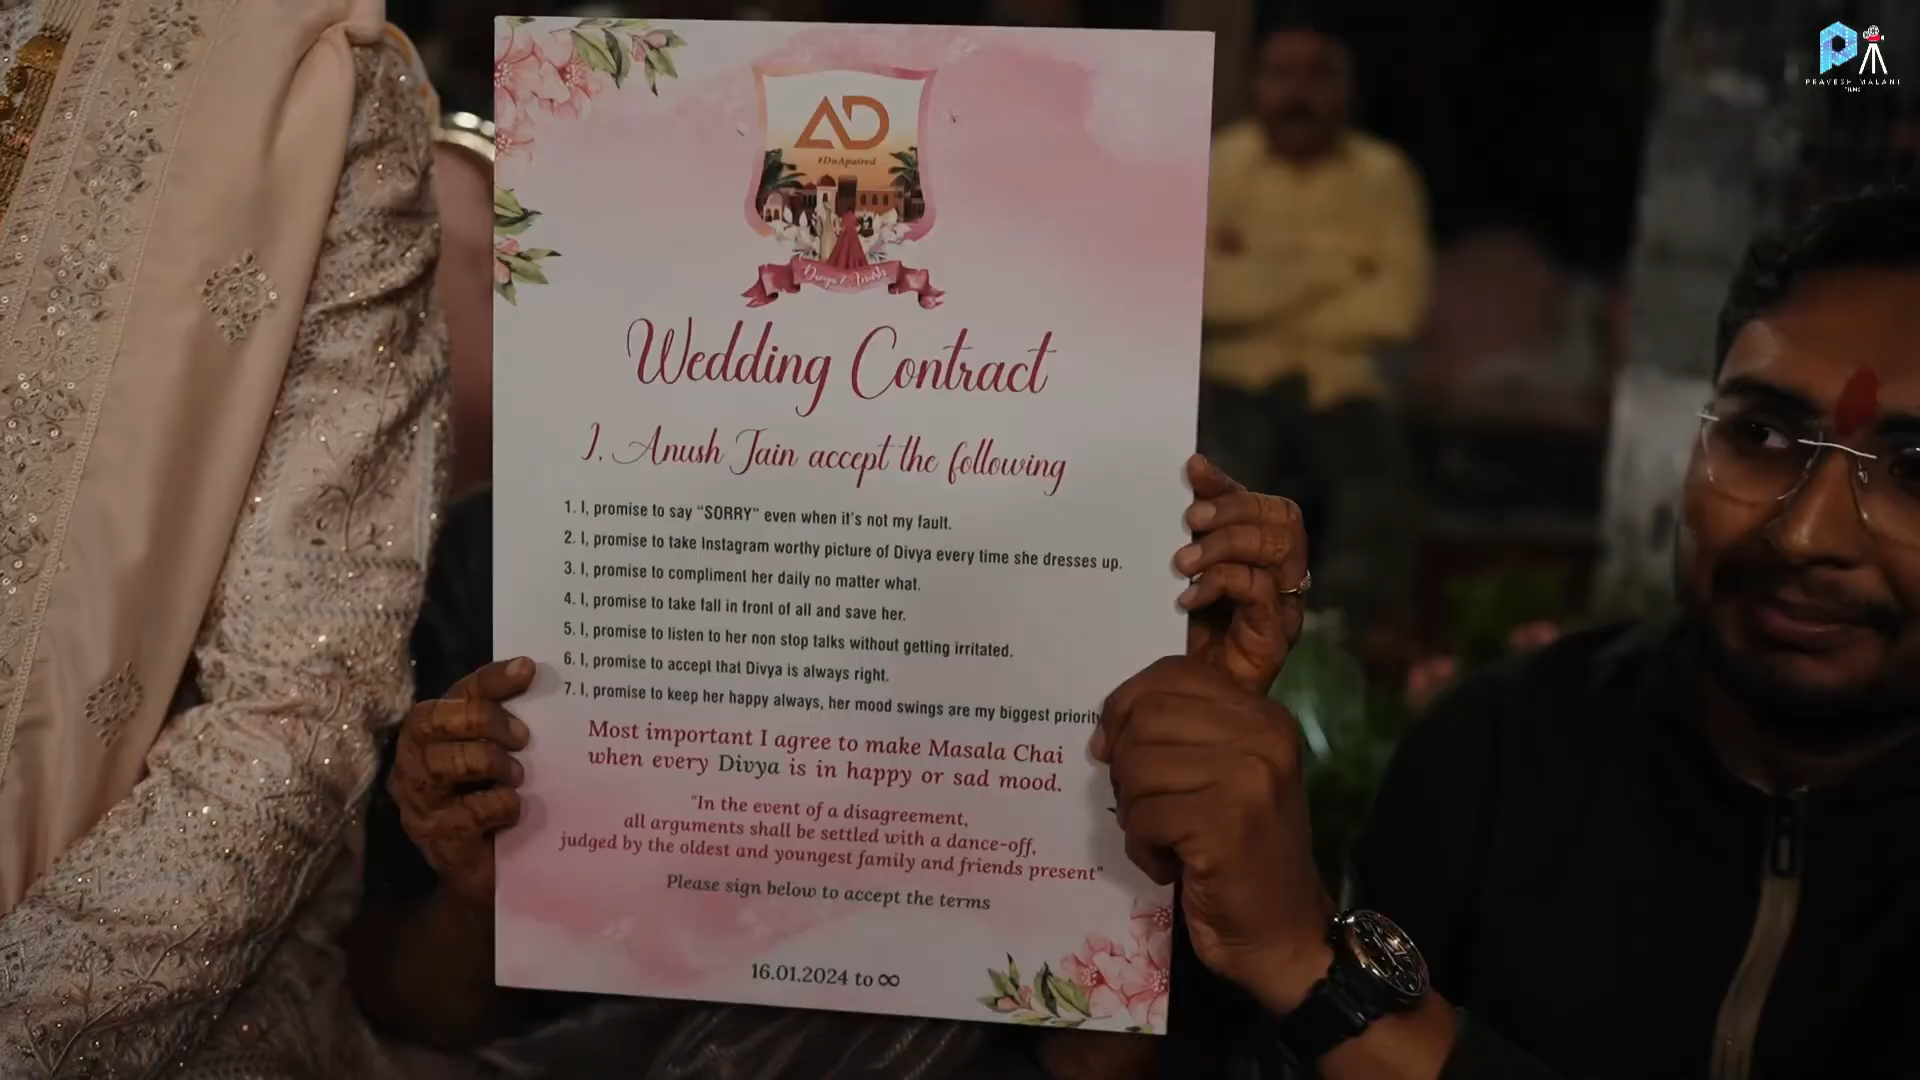 PRAVESH MALANI
FILMS
AD
#DnApaired
Divya & Anush
Wedding Contract
I, Anush Jain accept the following
1. I, promise to say “SORRY” even when it's not my fault.
2. I, promise to take Instagram worthy picture of Divya every time she dresses up.
3. I, promise to compliment her daily no matter what.
4. I, promise to take fall in front of all and save her.
5. I, promise to listen to her non stop talks without getting irritated.
6. I, promise to accept that Divya is always right.
7. I, promise to keep her happy always, her mood swings are my biggest priority
Most important I agree to make Masala Chai
when every Divya is in happy or sad mood.
"In the event of a disagreement,
all arguments shall be settled with a dance-off,
judged by the oldest and youngest family and friends present"
Please sign below to accept the terms
16.01.2024 to ∞